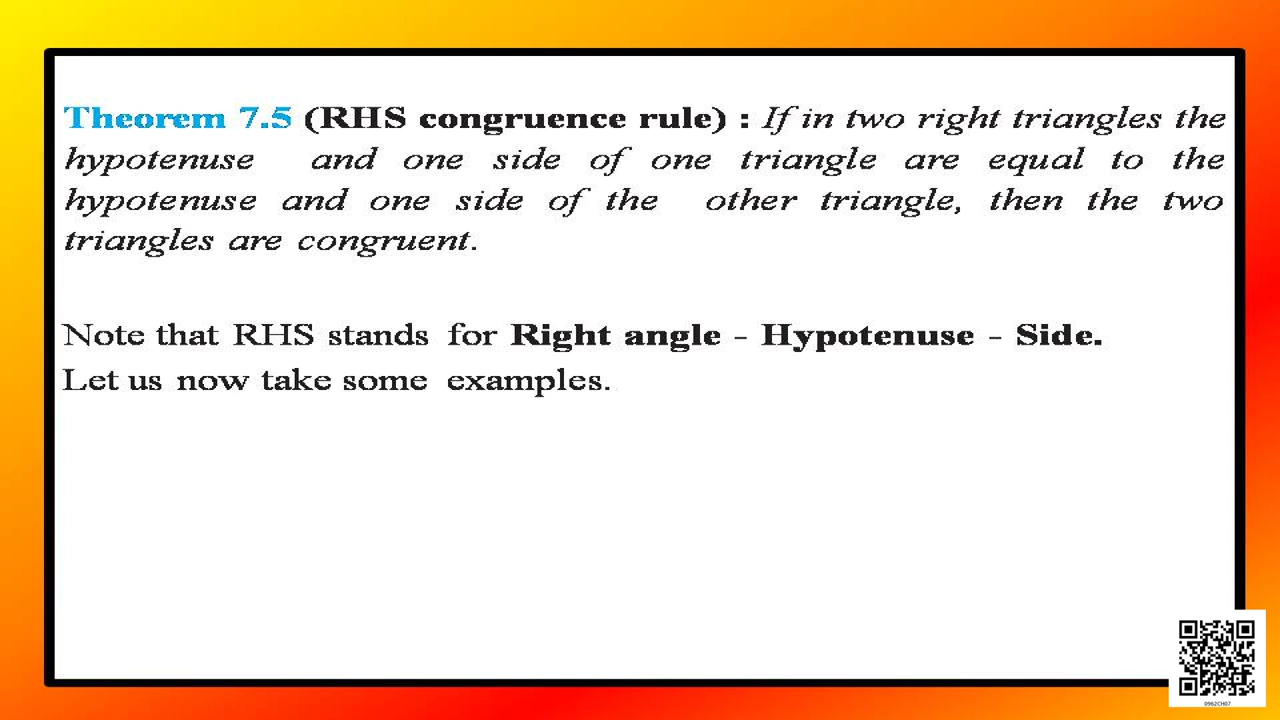 Theorem 7.5 (RHS congruence rule) : If in two right triangles the
hypotenuse and one side of one triangle are equal to the
hypotenuse and one side of the other triangle, then the two
triangles are congruent.
Note that RHS stands for Right angle - Hypotenuse - Side.
Let us now take some examples.
0962CH07